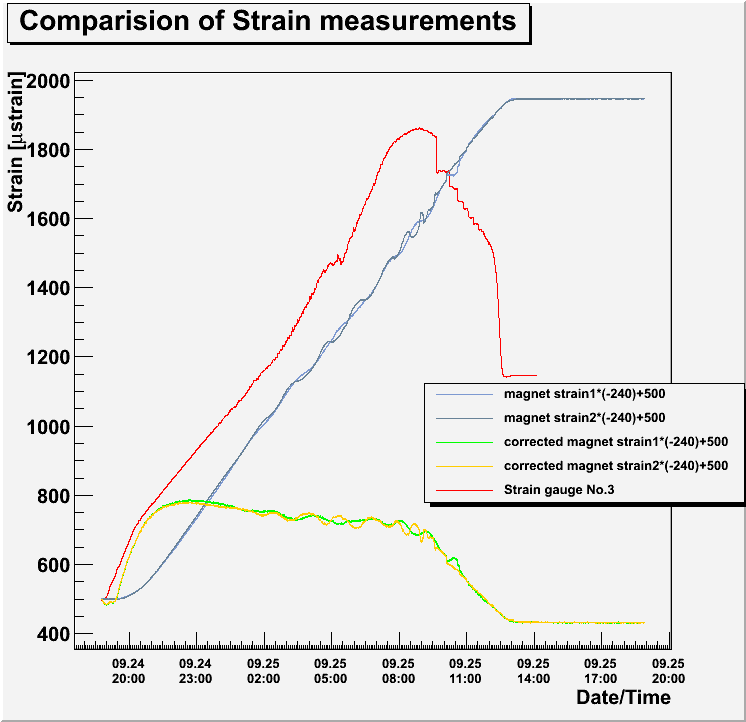 Comparision of Strain measurements
Strain [μstrain]
2000
1800
1600
1400
1200
1000
800
600
400
magnet strain1*(-240)+500
magnet strain2*(-240)+500
corrected magnet strain1*(-240)+500
corrected magnet strain2*(-240)+500
Strain gauge No.3
09.24 09.24 09.25 09.25 09.25 09.25 09.25 09.25 09.25
20:00 23:00 02:00 05:00 08:00 11:00 14:00 17:00 20:00
Date/Time